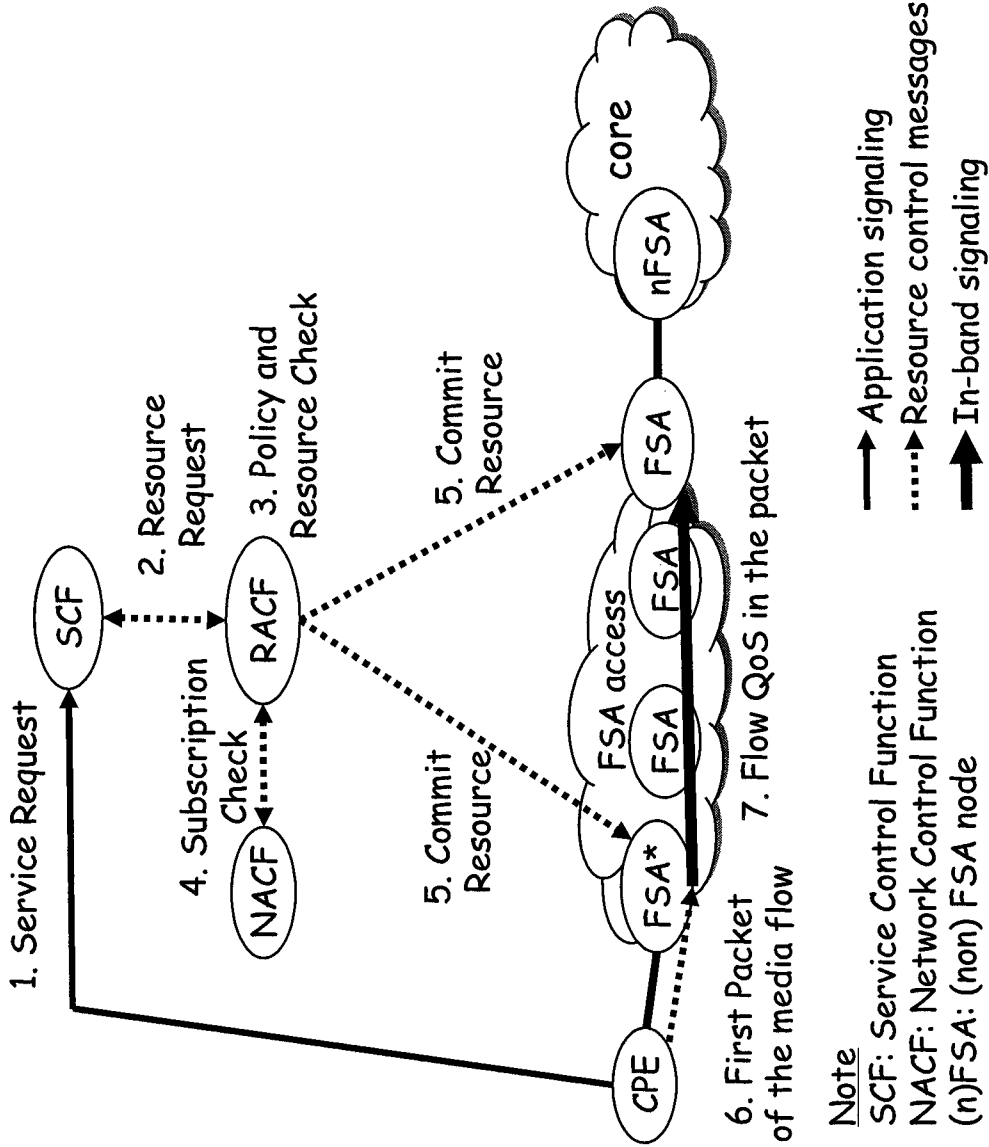 1. Service Request
SCF
2. Resource
Request
4. Subscription
Check
NACF
RACF
3. Policy and
Resource Check
5. Commit
Resource
5. Commit
Resource
FSA access
CPE
FSA*
FSA
FSA
FSA
nFSA
core
6. First Packet
of the media flow
7. Flow QoS in the packet
Note
SCF: Service Control Function
NACF: Network Control Function
(n)FSA: (non) FSA node
Application signaling
Resource control messages
In-band signaling